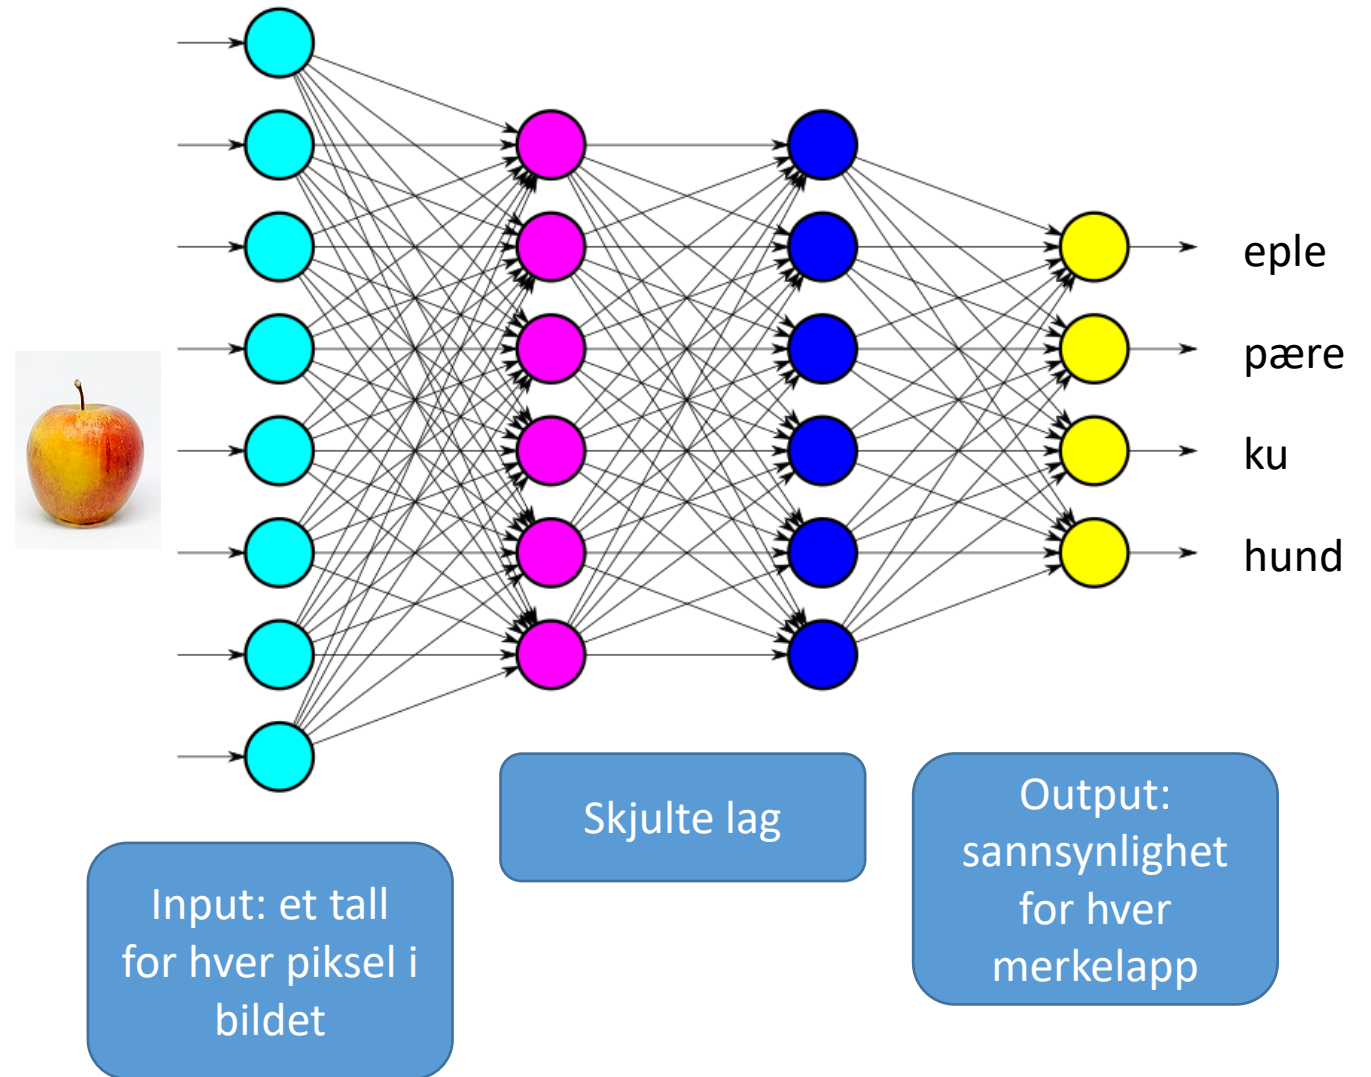 eple
pære
ku
hund
Skjulte lag
Output:
sannsynlighet
for hver
merkelapp
Input: et tall
for hver piksel i
bildet